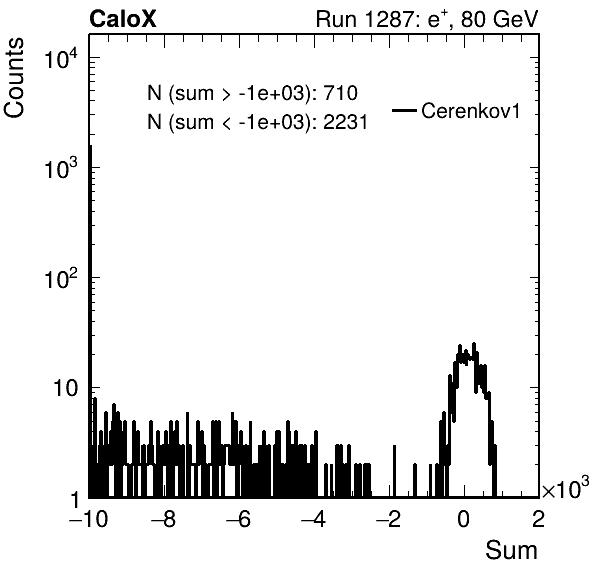 CaloX Run 1287: e⁺, 80 GeV
Counts
N (sum > -1e+03): 710
N (sum < -1e+03): 2231
Cerenkov1
10⁴
10³
10²
10
1
−10 −8 −6 −4 −2 0 2
×10³
Sum